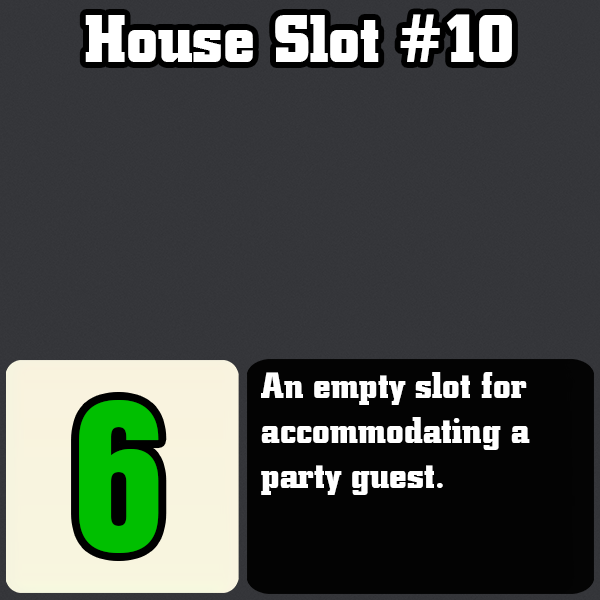 House Slot #10
6
An empty slot for
accommodating a
party guest.